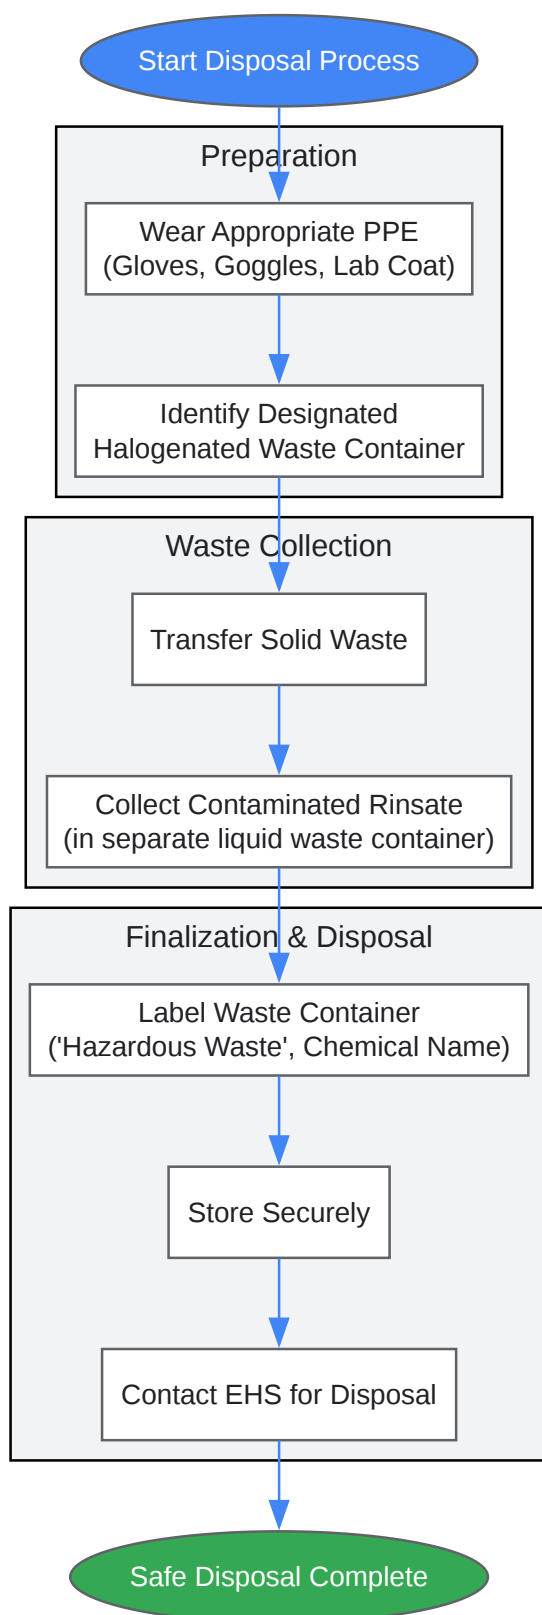 Start Disposal Process
Preparation
Wear Appropriate PPE
(Gloves, Goggles, Lab Coat)
Identify Designated
Halogenated Waste Container
Waste Collection
Transfer Solid Waste
Collect Contaminated Rinsate
(in separate liquid waste container)
Finalization & Disposal
Label Waste Container
('Hazardous Waste', Chemical Name)
Store Securely
Contact EHS for Disposal
Safe Disposal Complete